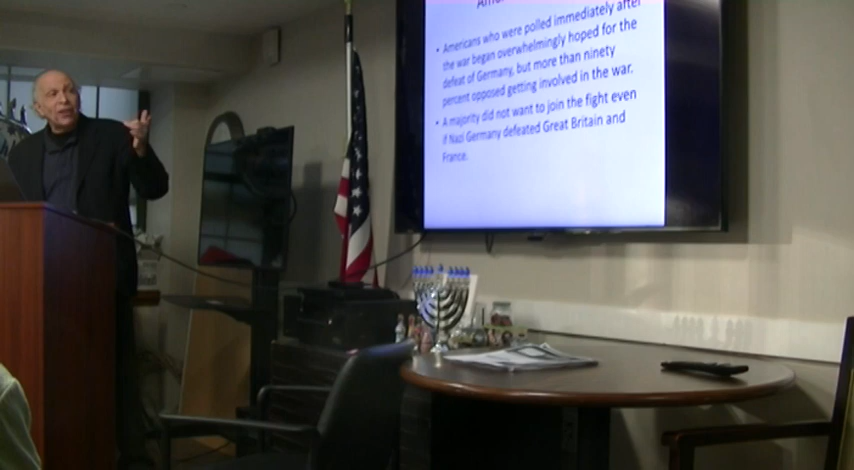 • Americans who were polled immediately after
the war began overwhelmingly hoped for the
defeat of Germany, but more than ninety
percent opposed getting involved in the war.
• A majority did not want to join the fight even
if Nazi Germany defeated Great Britain and
France.